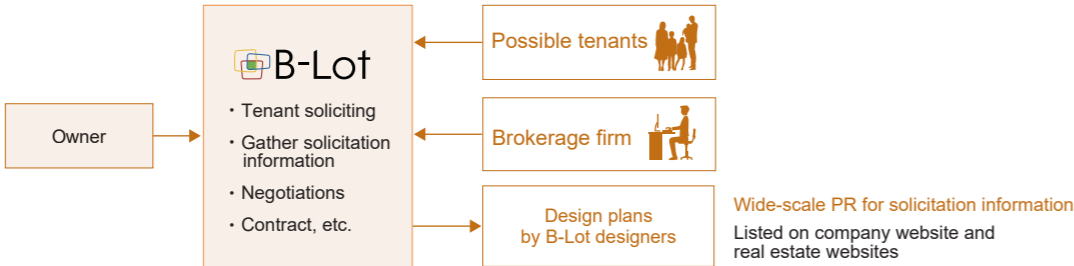 Owner
B-Lot
・Tenant soliciting
・Gather solicitation
information
・Negotiations
・Contract, etc.
Possible tenants
Brokerage firm
Design plans
by B-Lot designers
Wide-scale PR for solicitation information
Listed on company website and
real estate websites